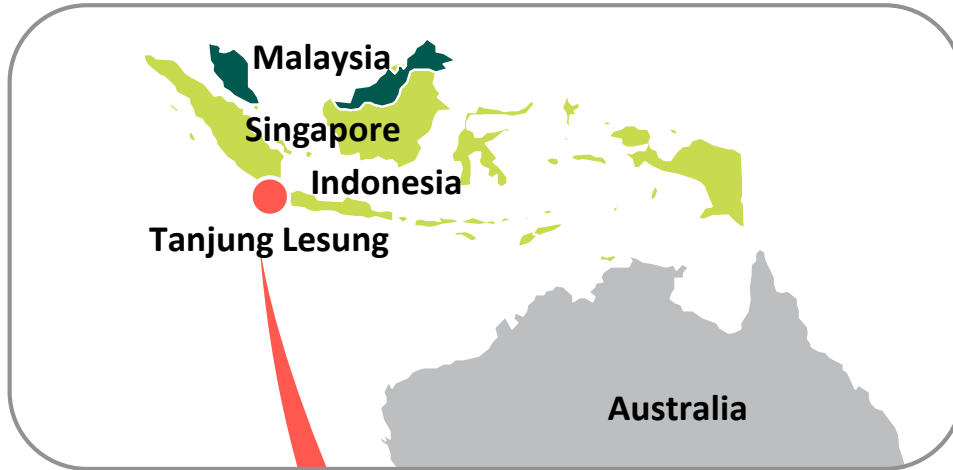 Malaysia
Singapore
Indonesia
Tanjung Lesung
Australia